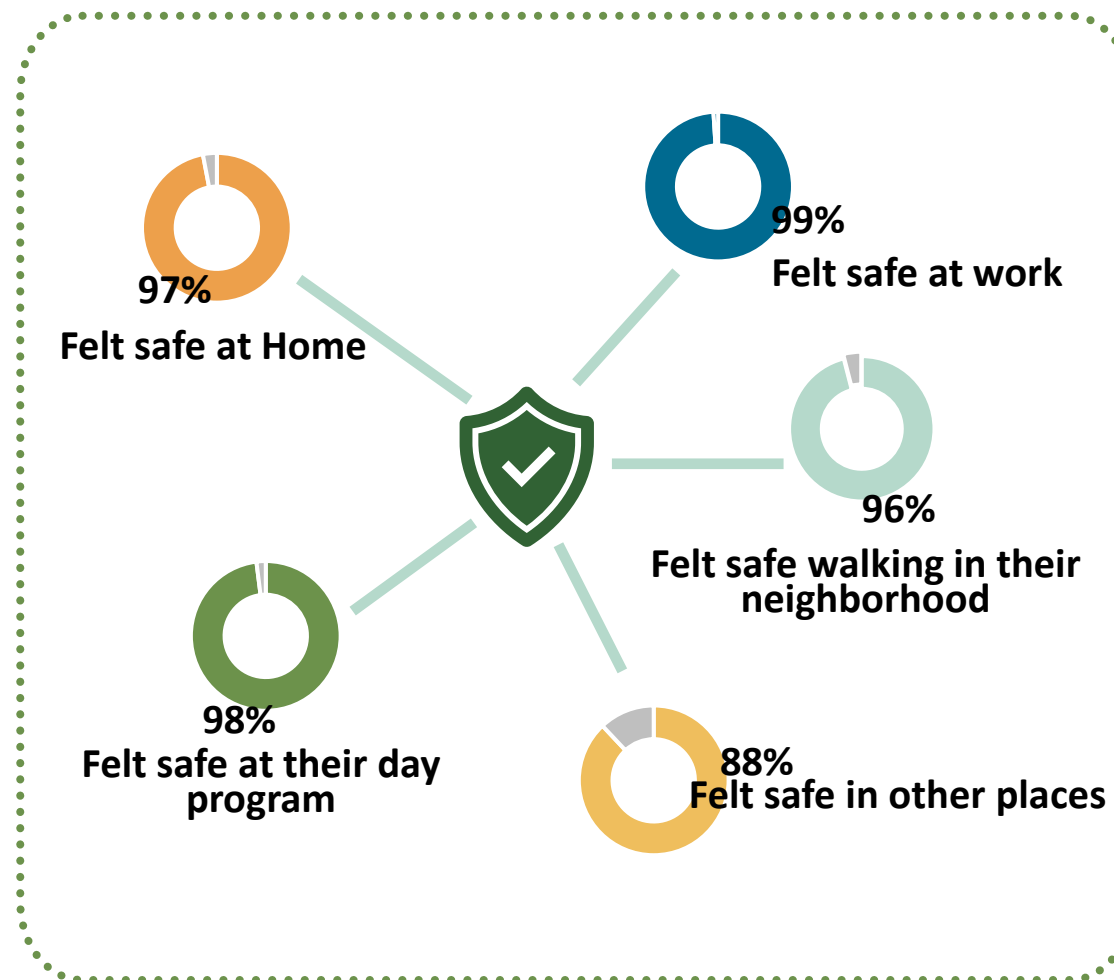 97%
Felt safe at Home
99%
Felt safe at work
96%
Felt safe walking in their
neighborhood
98%
Felt safe at their day
program
88%
Felt safe in other places